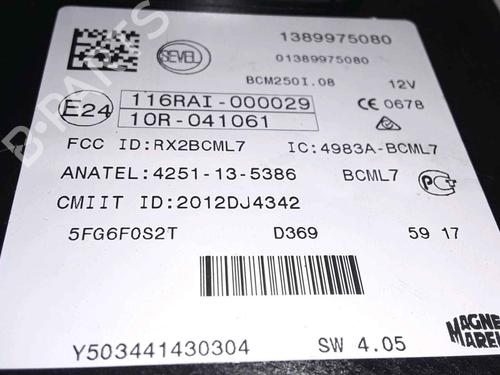 1389975080
SEVEL
01389975080
BCM250I.08 12V
E24
116RAI-000029
10R-041061
CE 0678
FCC ID:RX2BCML7 IC:4983A-BCML7
ANATEL:4251-13-5386 BCML7
CMIIT ID:2012DJ4342
5FG6F0S2T D369 59 17
Y503441430304 SW 4.05
B-PARTS